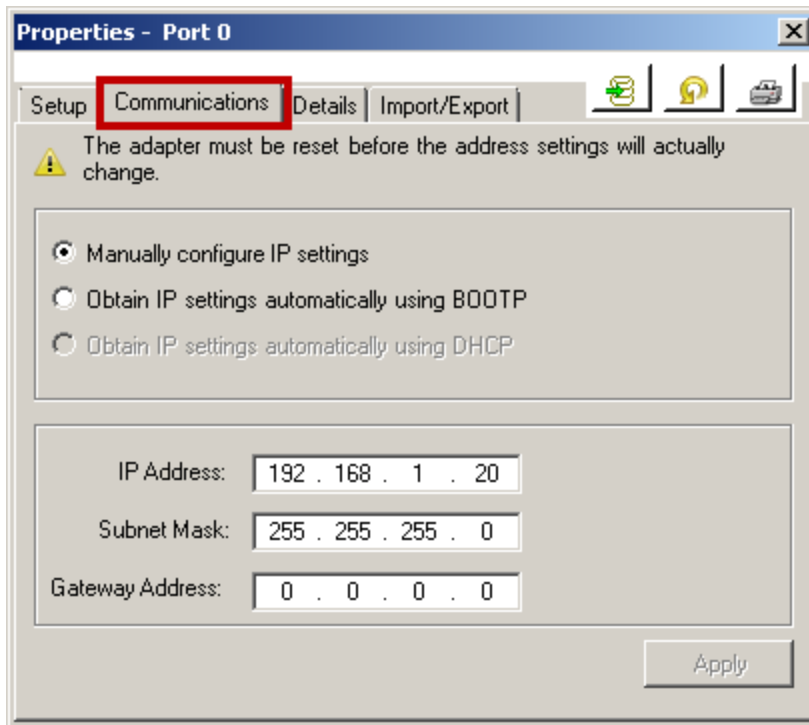 Properties - Port 0
Setup Communications Details Import/Export
The adapter must be reset before the address settings will actually
change.
Manually configure IP settings
Obtain IP settings automatically using BOOTP
Obtain IP settings automatically using DHCP
IP Address: 192 . 168 . 1 . 20
Subnet Mask: 255 . 255 . 255 . 0
Gateway Address: 0 . 0 . 0 . 0
Apply